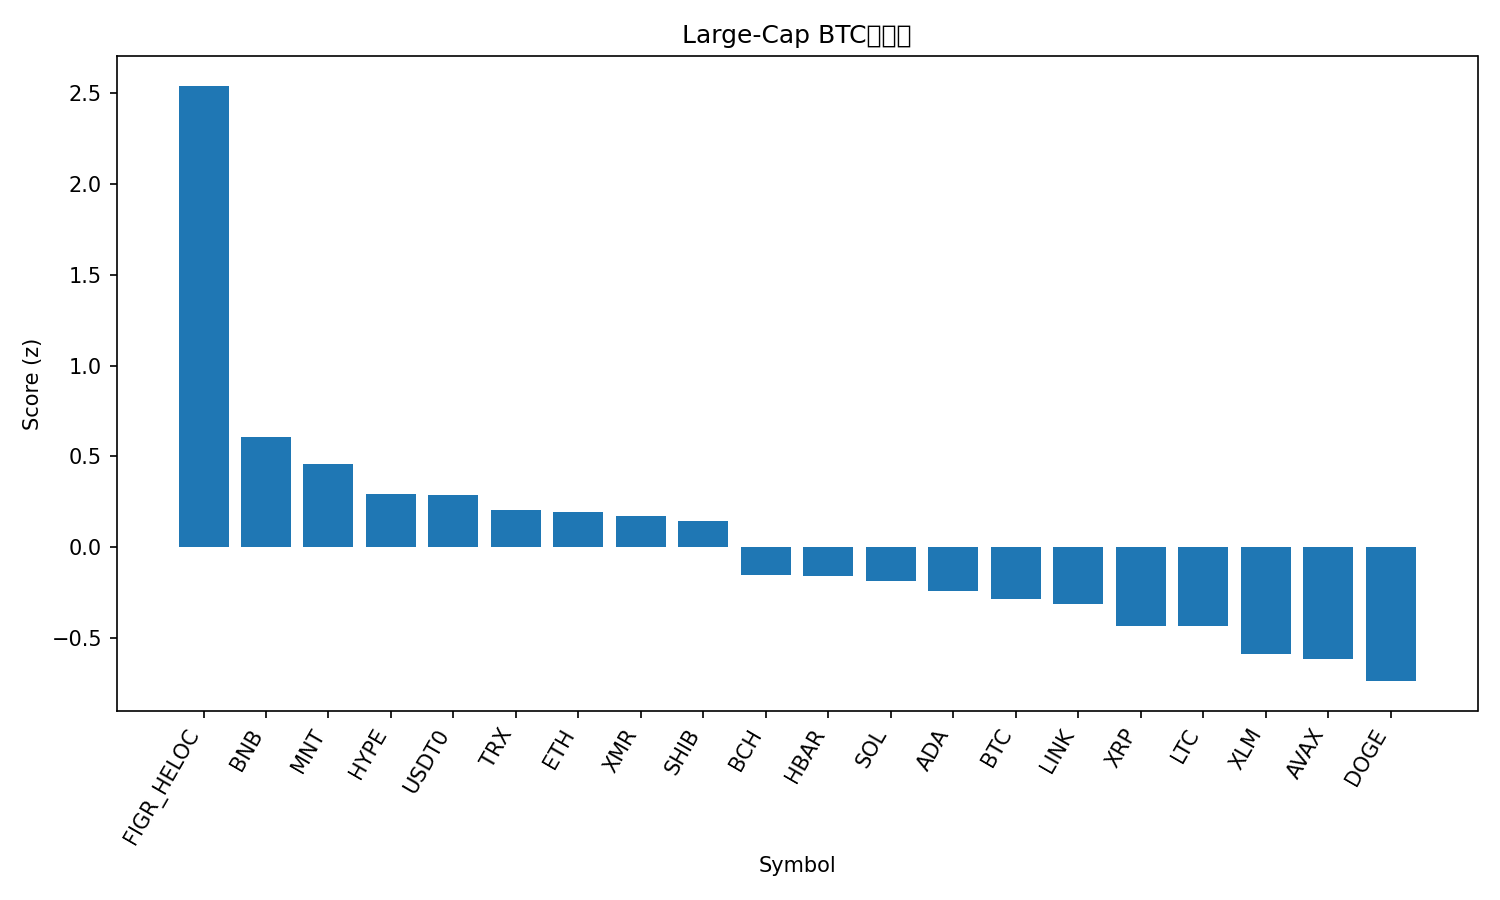 Large-Cap BTC
2.5
2.0
1.5
1.0
0.5
0.0
−0.5
Score (z)
FIGR_HELOC
BNB
MNT
HYPE
USDT0
TRX
ETH
XMR
SHIB
BCH
HBAR
SOL
ADA
BTC
LINK
XRP
LTC
XLM
AVAX
DOGE
Symbol